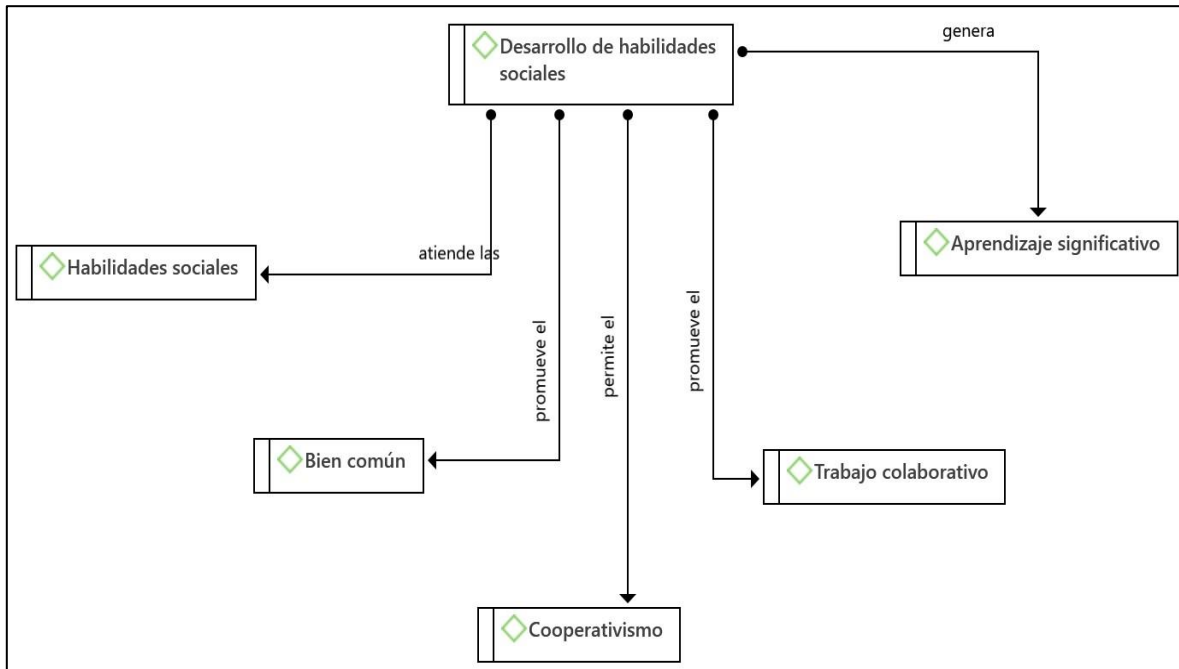 Desarrollo de habilidades
sociales
genera
Aprendizaje significativo
atiende las
Habilidades sociales
promueve el
permite el
promueve el
Bien común
Trabajo colaborativo
Cooperativismo